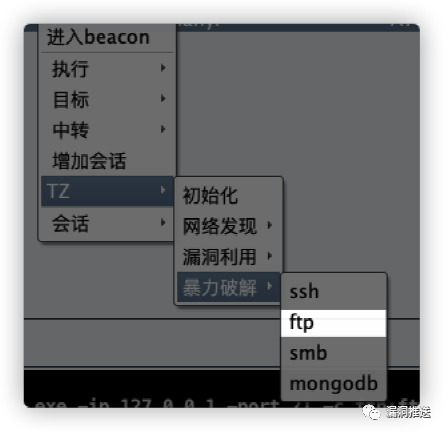 进入beacon
执行
目标
中转
增加会话
TZ
初始化
会话
网络发现
漏洞利用
暴力破解
ssh
ftp
smb
mongodb
.exe -ip 127.0.0.1 -port 21 -c
漏洞推送